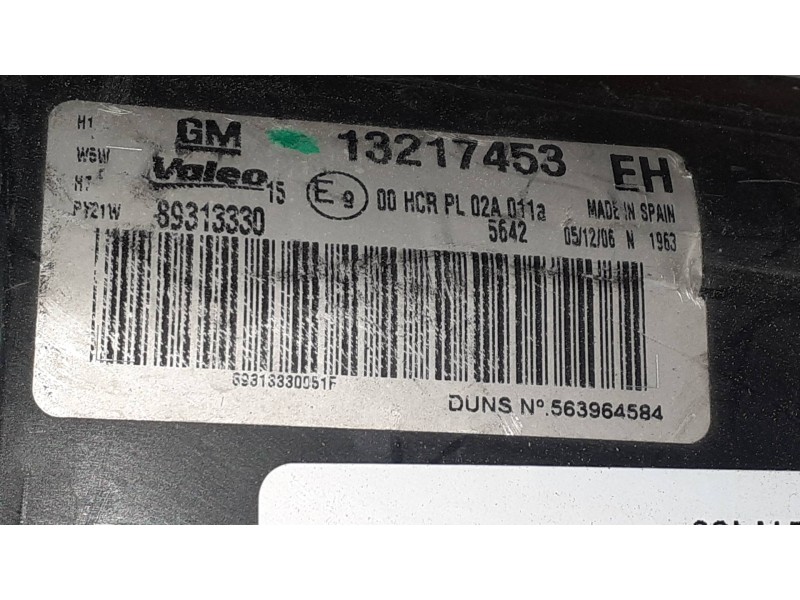 H1 GM 13217453 EH
W5W Valeo 15 E9 00 HCR PL 02A 011a MADE IN SPAIN
H7
PY21W 89313330 5642 05/12/06 N 1963
89313330051F
DUNS Nº.563964584